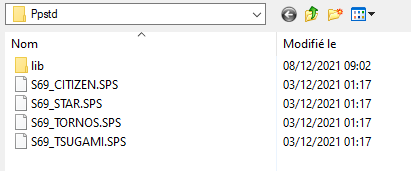 Ppstd
Nom Modifié le
lib 08/12/2021 09:02
S69_CITIZEN.SPS 03/12/2021 01:17
S69_STAR.SPS 03/12/2021 01:17
S69_TORNOS.SPS 03/12/2021 01:17
S69_TSUGAMI.SPS 03/12/2021 01:17